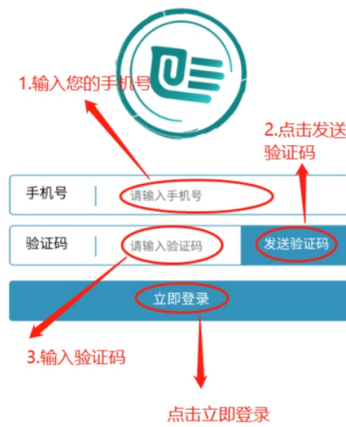 1.输入您的手机号
2.点击发送
验证码
手机号 请输入手机号
验证码 请输入验证码 发送验证码
立即登录
3.输入验证码
点击立即登录